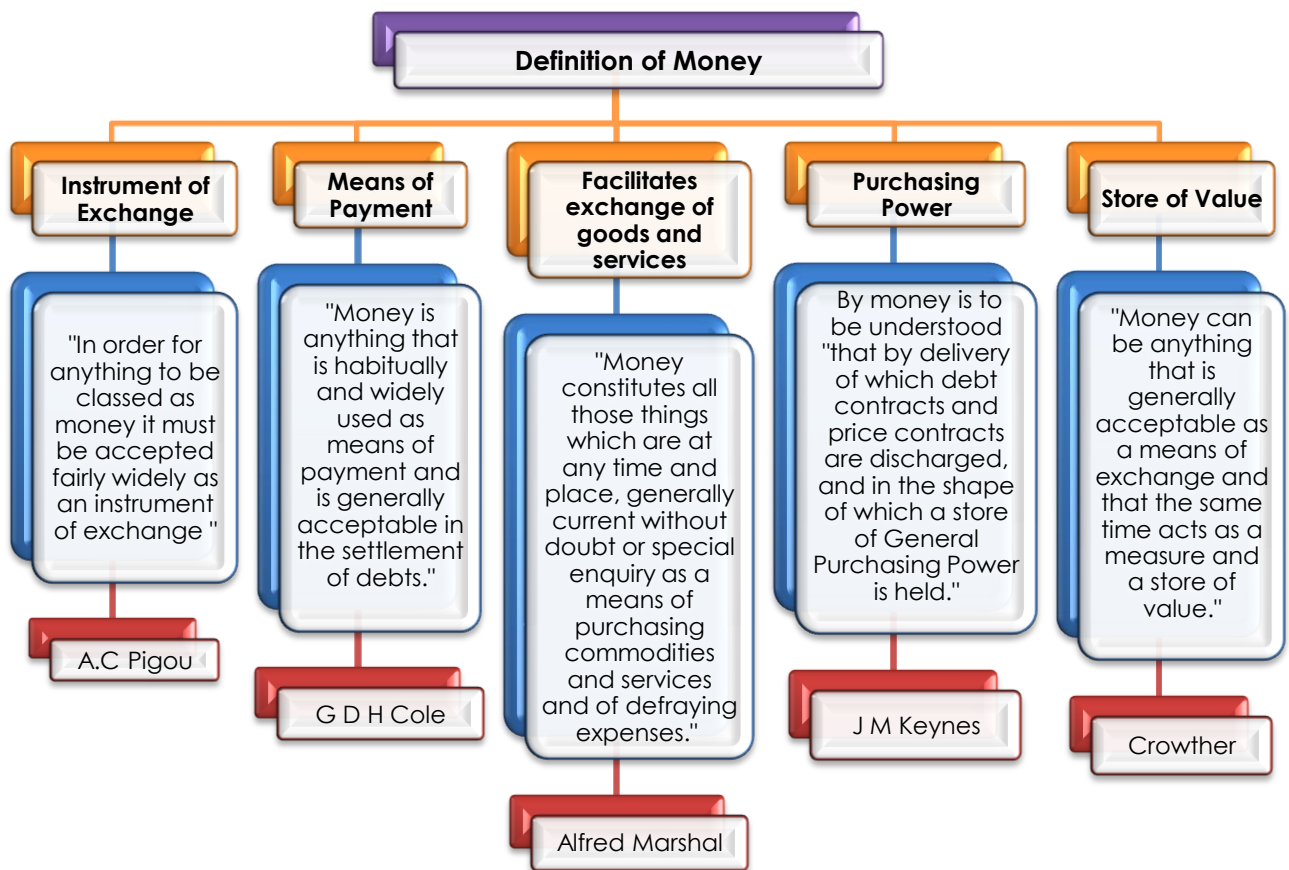 Definition of Money
Instrument of
Exchange
"In order for
anything to be
classed as
money it must
be accepted
fairly widely as
an instrument
of exchange "
A.C Pigou
Means of
Payment
"Money is
anything that
is habitually
and widely
used as
means of
payment and
is generally
acceptable in
the settlement
of debts."
G D H Cole
Facilitates
exchange of
goods and
services
"Money
constitutes all
those things
which are at
any time and
place, generally
current without
doubt or special
enquiry as a
means of
purchasing
commodities
and services
and of defraying
expenses."
Alfred Marshal
Purchasing
Power
By money is to
be understood
"that by delivery
of which debt
contracts and
price contracts
are discharged,
and in the shape
of which a store
of General
Purchasing Power
is held."
J M Keynes
Store of Value
"Money can
be anything
that is
generally
acceptable as
a means of
exchange and
that the same
time acts as a
measure and
a store of
value."
Crowther